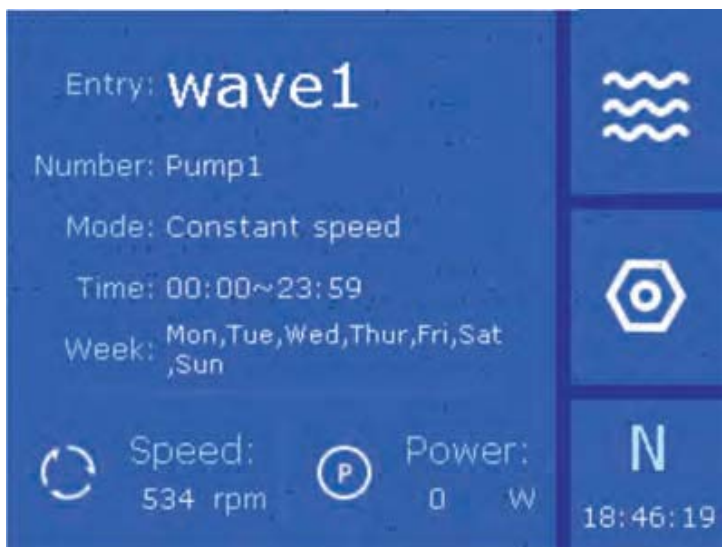 Entry: wave1
Number: Pump1
Mode: Constant speed
Time: 00:00~23:59
Week: Mon,Tue,Wed,Thur,Fri,Sat
,Sun
Speed:
534 rpm
P
Power:
0 W
N
18:46:19